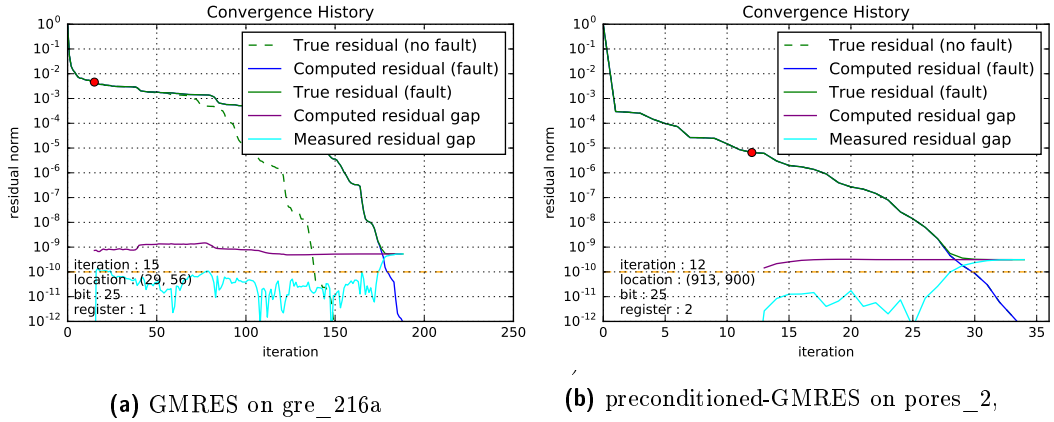 Convergence History
10^0
10^-1
10^-2
10^-3
10^-4
10^-5
10^-6
10^-7
10^-8
10^-9
10^-10
10^-11
10^-12
residual norm
True residual (no fault)
Computed residual (fault)
True residual (fault)
Computed residual gap
Measured residual gap
iteration : 15
location : (29, 56)
bit : 25
register : 1
0 50 100 150 200 250
iteration
(a) GMRES on gre_216a
Convergence History
10^0
10^-1
10^-2
10^-3
10^-4
10^-5
10^-6
10^-7
10^-8
10^-9
10^-10
10^-11
10^-12
residual norm
True residual (no fault)
Computed residual (fault)
True residual (fault)
Computed residual gap
Measured residual gap
iteration : 12
location : (913, 900)
bit : 25
register : 2
0 5 10 15 20 25 30 35
iteration
,
(b) preconditioned-GMRES on pores_2,